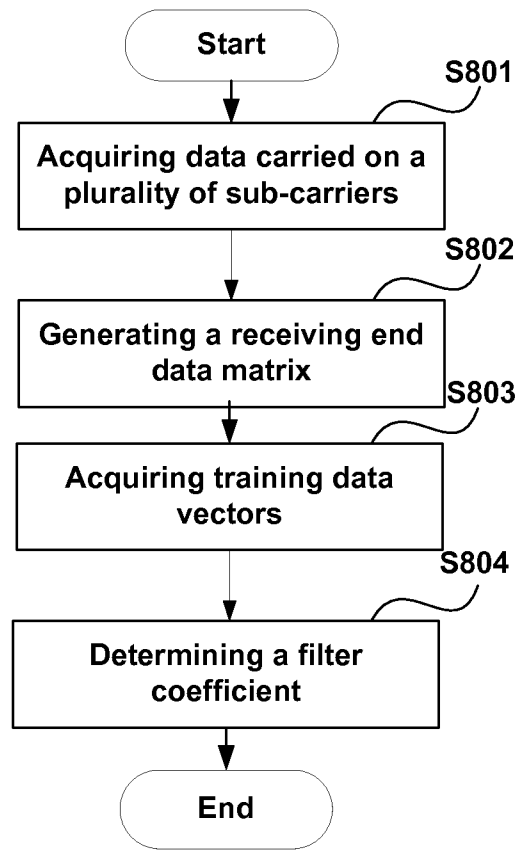 Start
S801
Acquiring data carried on a
plurality of sub-carriers
S802
Generating a receiving end
data matrix
S803
Acquiring training data
vectors
S804
Determining a filter
coefficient
End